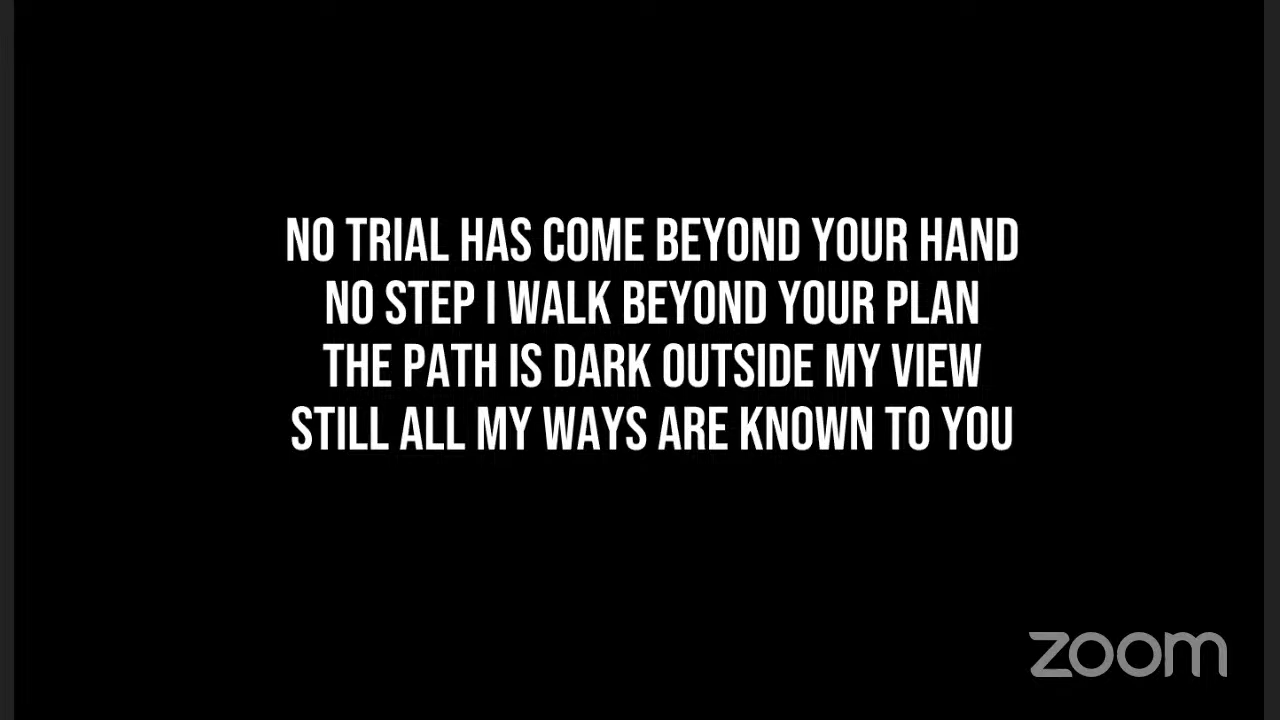 NO TRIAL HAS COME BEYOND YOUR HAND
NO STEP I WALK BEYOND YOUR PLAN
THE PATH IS DARK OUTSIDE MY VIEW
STILL ALL MY WAYS ARE KNOWN TO YOU
zoom